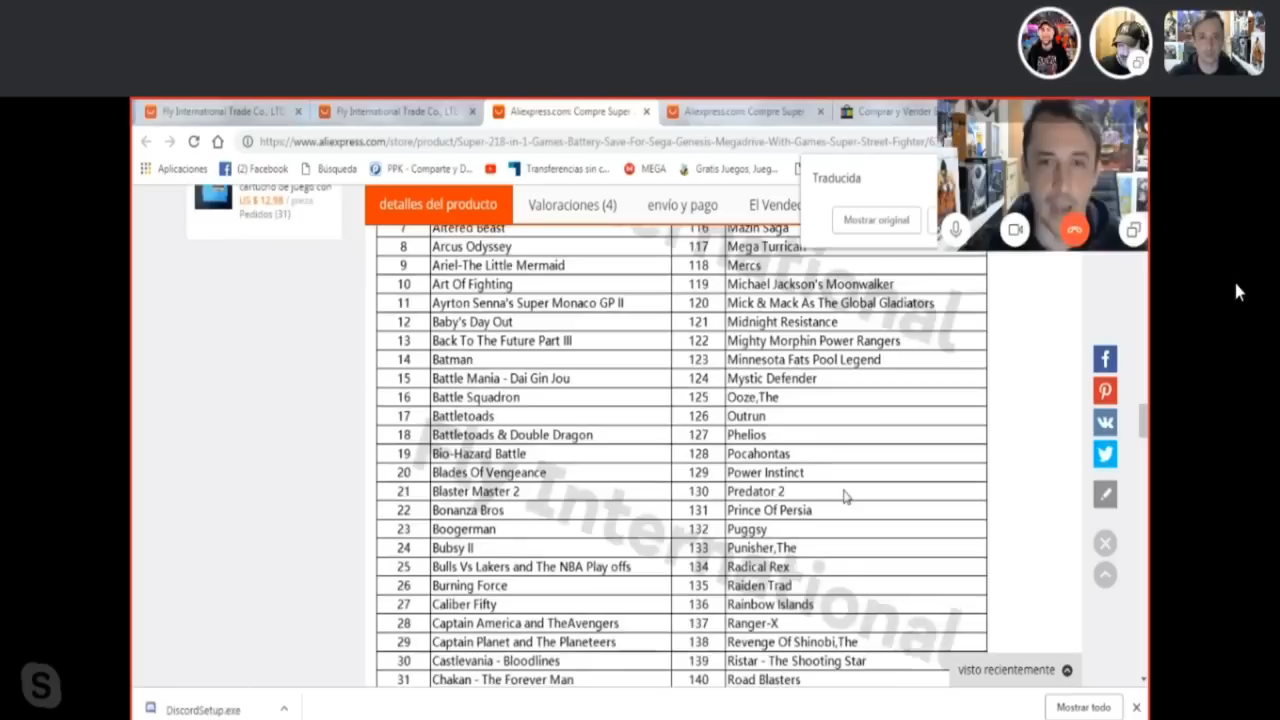 Fly International Trade Co., LTD
Fly International Trade Co., LTD
Aliexpress.com: Compre Super
Aliexpress.com: Compre Super
Comprar y Vender
https://www.aliexpress.com/store/product/Super-218-in-1-Games-Battery-Save-For-Sega-Genesis-Megadrive-With-Games-Super-Street-Fighter/6
Aplicaciones
(2) Facebook
Búsqueda
PPK - Comparte y D...
Transferencias sin c...
MEGA
Gratis Juegos, Jueg...
Traducida
Mostrar original
cartucho de juego con
US $ 12.98 / pieza
Pedidos (31)
detalles del producto
Valoraciones (4)
envío y pago
El Vended
7 Altered Beast 116 Mazin Saga
8 Arcus Odyssey 117 Mega Turrican
9 Ariel-The Little Mermaid 118 Mercs
10 Art Of Fighting 119 Michael Jackson's Moonwalker
11 Ayrton Senna's Super Monaco GP II 120 Mick & Mack As The Global Gladiators
12 Baby's Day Out 121 Midnight Resistance
13 Back To The Future Part III 122 Mighty Morphin Power Rangers
14 Batman 123 Minnesota Fats Pool Legend
15 Battle Mania - Dai Gin Jou 124 Mystic Defender
16 Battle Squadron 125 Ooze,The
17 Battletoads 126 Outrun
18 Battletoads & Double Dragon 127 Phelios
19 Bio-Hazard Battle 128 Pocahontas
20 Blades Of Vengeance 129 Power Instinct
21 Blaster Master 2 130 Predator 2
22 Bonanza Bros 131 Prince Of Persia
23 Boogerman 132 Puggsy
24 Bubsy II 133 Punisher,The
25 Bulls Vs Lakers and The NBA Play offs 134 Radical Rex
26 Burning Force 135 Raiden Trad
27 Caliber Fifty 136 Rainbow Islands
28 Captain America and TheAvengers 137 Ranger-X
29 Captain Planet and The Planeteers 138 Revenge Of Shinobi,The
30 Castlevania - Bloodlines 139 Ristar - The Shooting Star
31 Chakan - The Forever Man 140 Road Blasters
Fly International
visto recientemente
DiscordSetup.exe
Mostrar todo